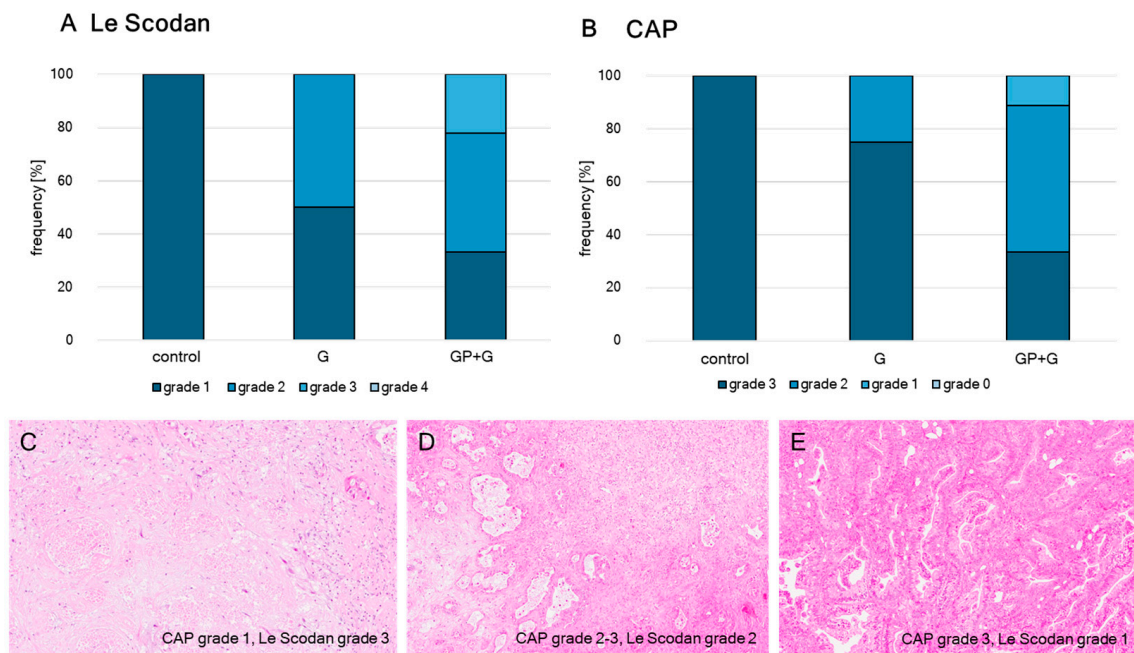 A Le Scodan
frequency [%]
100
80
60
40
20
0
control G GP+G
grade 1 grade 2 grade 3 grade 4
B CAP
frequency [%]
100
80
60
40
20
0
control G GP+G
grade 3 grade 2 grade 1 grade 0
C
CAP grade 1, Le Scodan grade 3
D
CAP grade 2-3, Le Scodan grade 2
E
CAP grade 3, Le Scodan grade 1